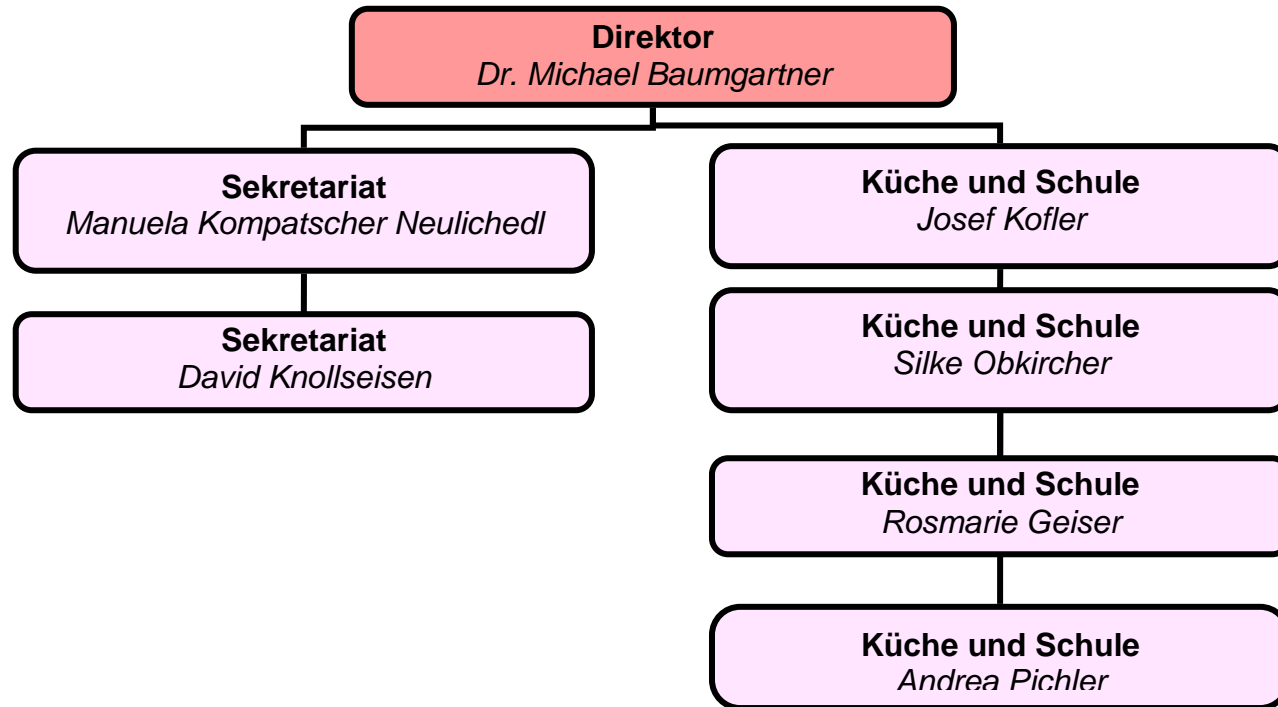 Direktor
Dr. Michael Baumgartner
Sekretariat
Manuela Kompatscher Neulichedl
Sekretariat
David Knollseisen
Küche und Schule
Josef Kofler
Küche und Schule
Silke Obkircher
Küche und Schule
Rosmarie Geiser
Küche und Schule
Andrea Pichler